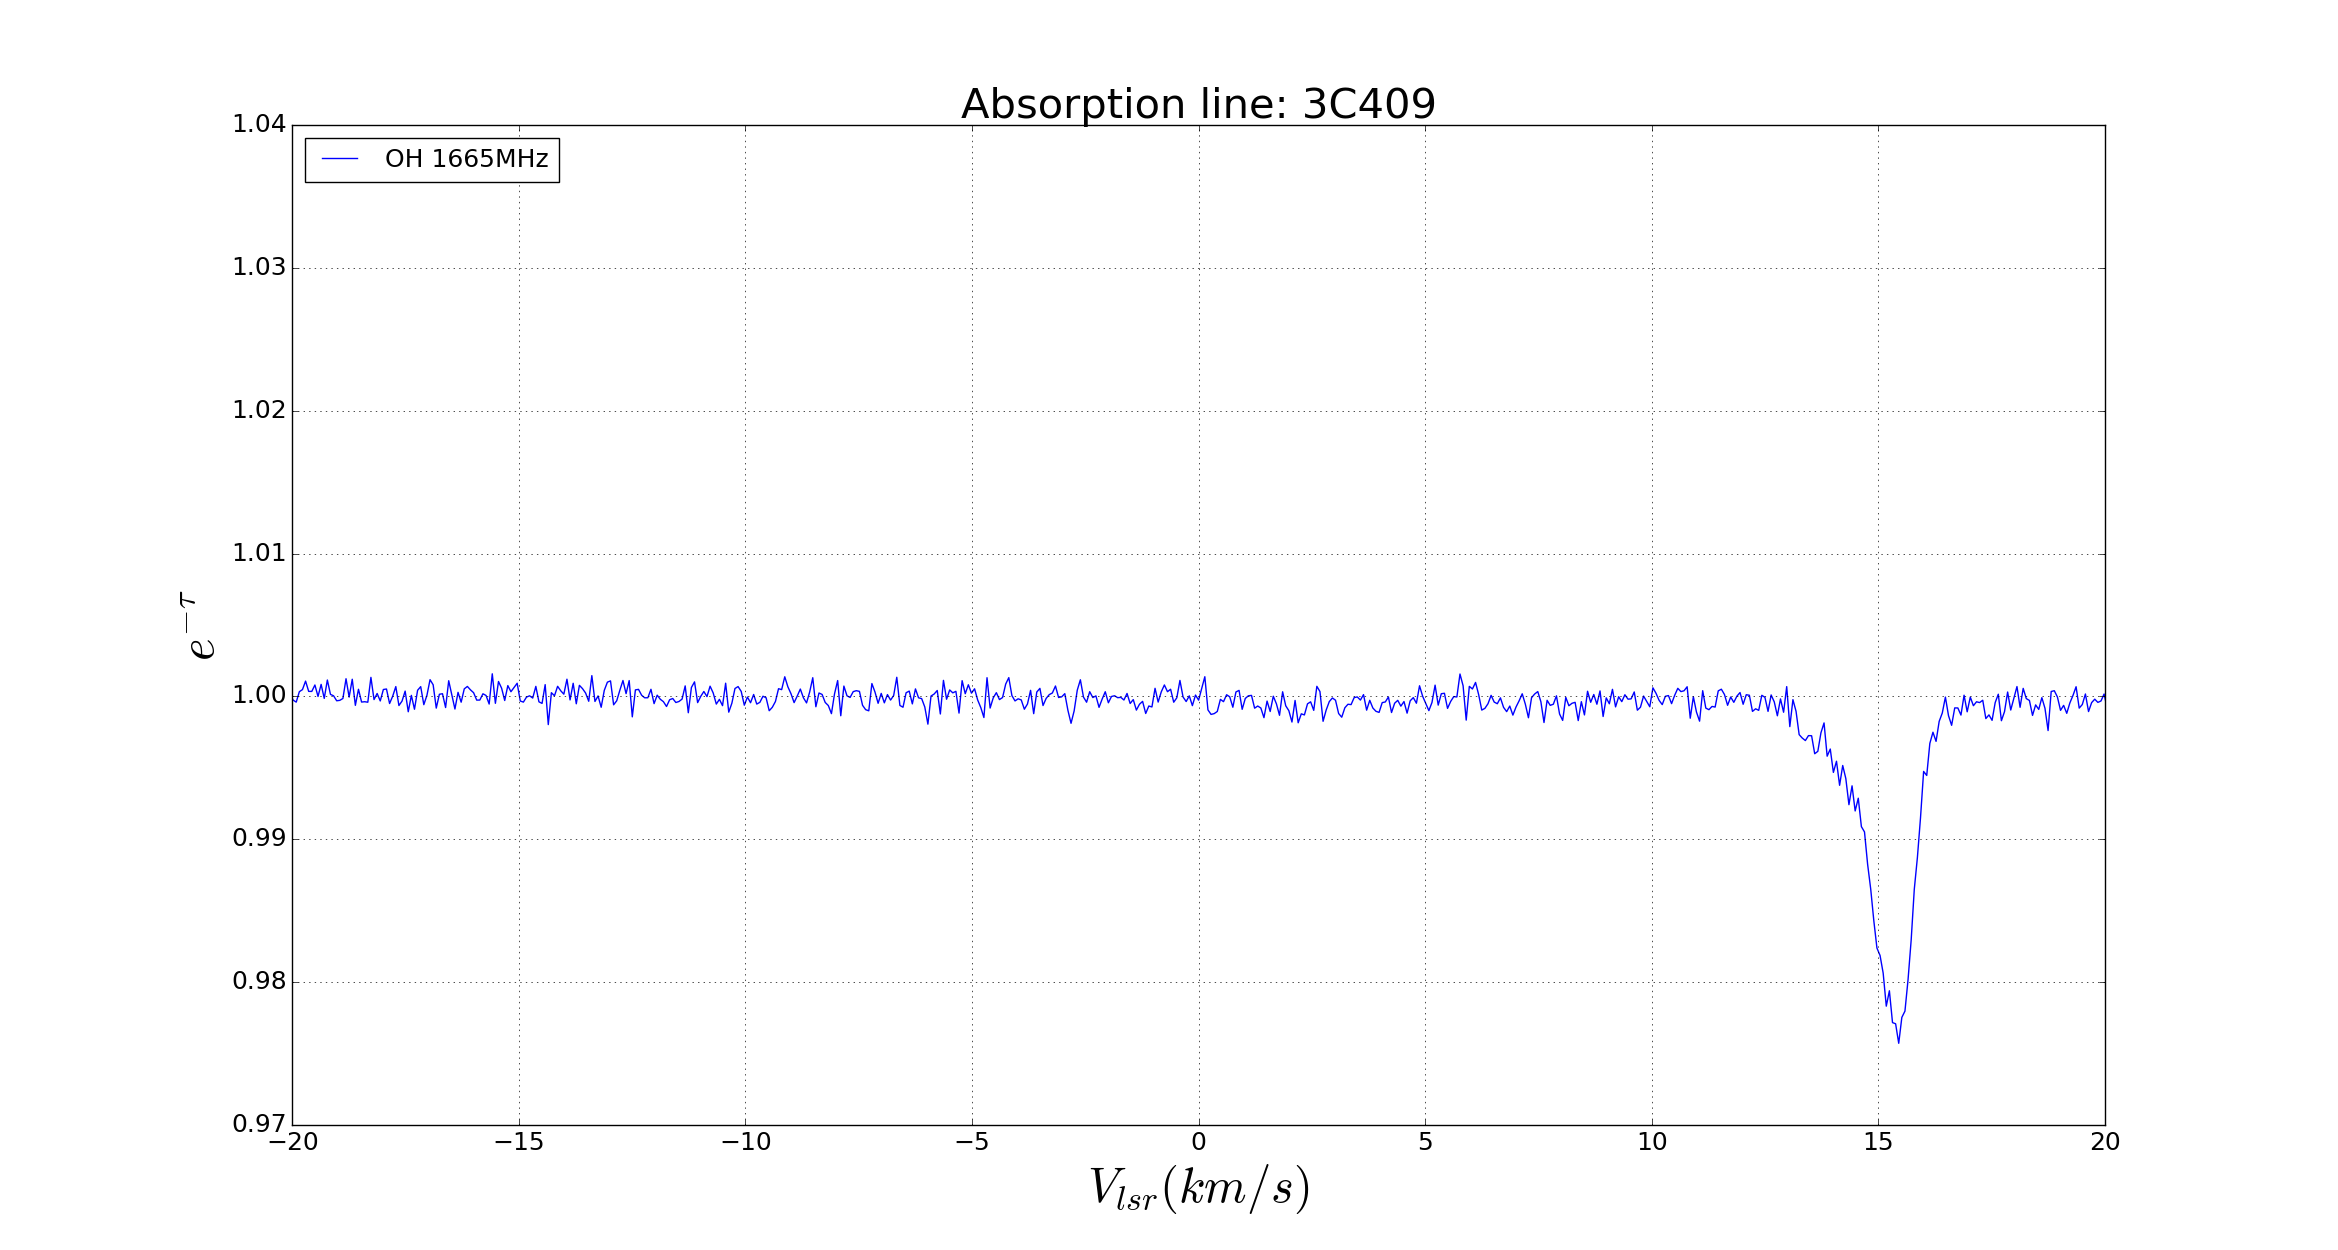 Absorption line: 3C409
OH 1665MHz
1.04
1.03
1.02
1.01
1.00
0.99
0.98
0.97
e^{−τ}
−20 −15 −10 −5 0 5 10 15 20
V_{lsr}(km/s)